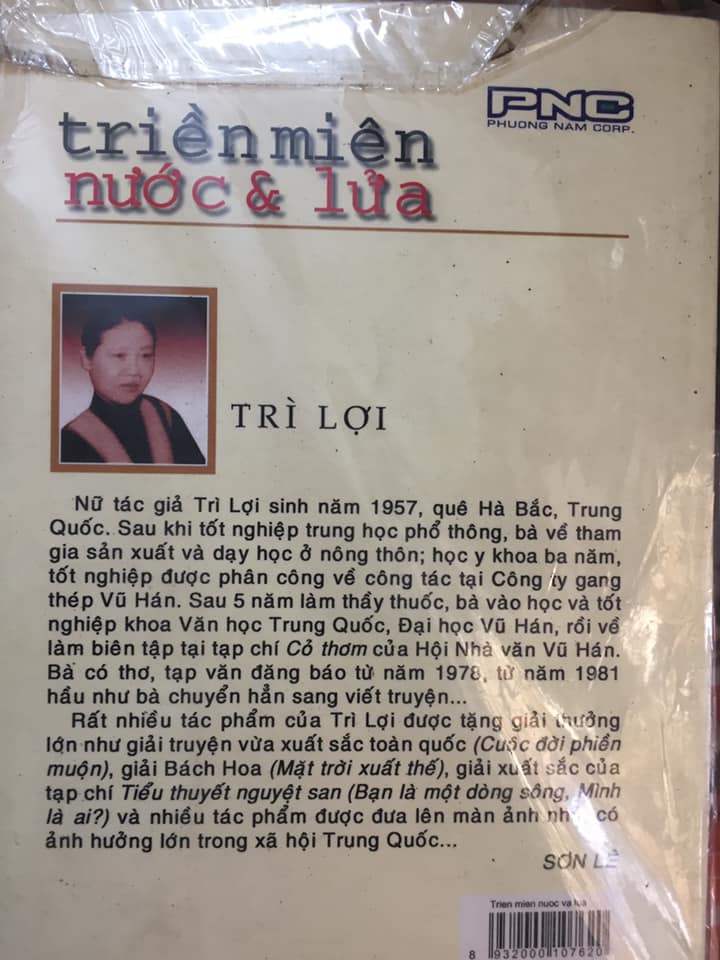 triền miên
nước & lửa
PNC
PHUONG NAM CORP.
TRÌ LỢI
Nữ tác giả Trì Lợi sinh năm 1957, quê Hà Bắc, Trung
Quốc. Sau khi tốt nghiệp trung học phổ thông, bà về tham
gia sản xuất và dạy học ở nông thôn; học y khoa ba năm,
tốt nghiệp được phân công về công tác tại Công ty gang
thép Vũ Hán. Sau 5 năm làm thầy thuốc, bà vào học và tốt
nghiệp khoa Văn học Trung Quốc, Đại học Vũ Hán, rồi về
làm biên tập tại tạp chí Cỏ thơm của Hội Nhà văn Vũ Hán.
Bà có thơ, tạp văn đăng báo từ năm 1978, từ năm 1981
hầu như bà chuyển hẳn sang viết truyện...
Rất nhiều tác phẩm của Trì Lợi được tặng giải thưởng
lớn như giải truyện vừa xuất sắc toàn quốc (Cuộc đời phiền
muộn), giải Bách Hoa (Mặt trời xuất thế), giải xuất sắc của
tạp chí Tiểu thuyết nguyệt san (Bạn là một dòng sông, Mình
là ai?) và nhiều tác phẩm được đưa lên màn ảnh có
ảnh hưởng lớn trong xã hội Trung Quốc...
SƠN LÊ
Trien mien nuoc va lua
8 932000 107620